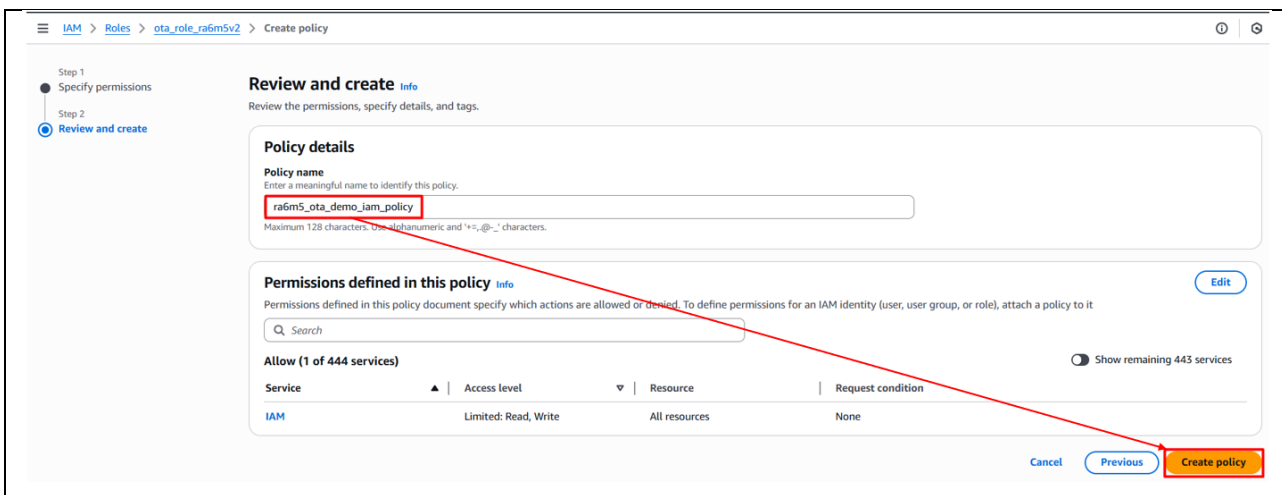 IAM > Roles > ota_role_ra6m5v2 > Create policy
Step 1
Specify permissions
Step 2
Review and create
Review and create Info
Review the permissions, specify details, and tags.
Policy details
Policy name
Enter a meaningful name to identify this policy.
ra6m5_ota_demo_iam_policy
Maximum 128 characters. Use alphanumeric and '+=,.@-_' characters.
Permissions defined in this policy Info
Edit
Permissions defined in this policy document specify which actions are allowed or denied. To define permissions for an IAM identity (user, user group, or role), attach a policy to it
Search
Allow (1 of 444 services)
Show remaining 443 services
Service Access level Resource Request condition
IAM Limited: Read, Write All resources None
Cancel Previous Create policy